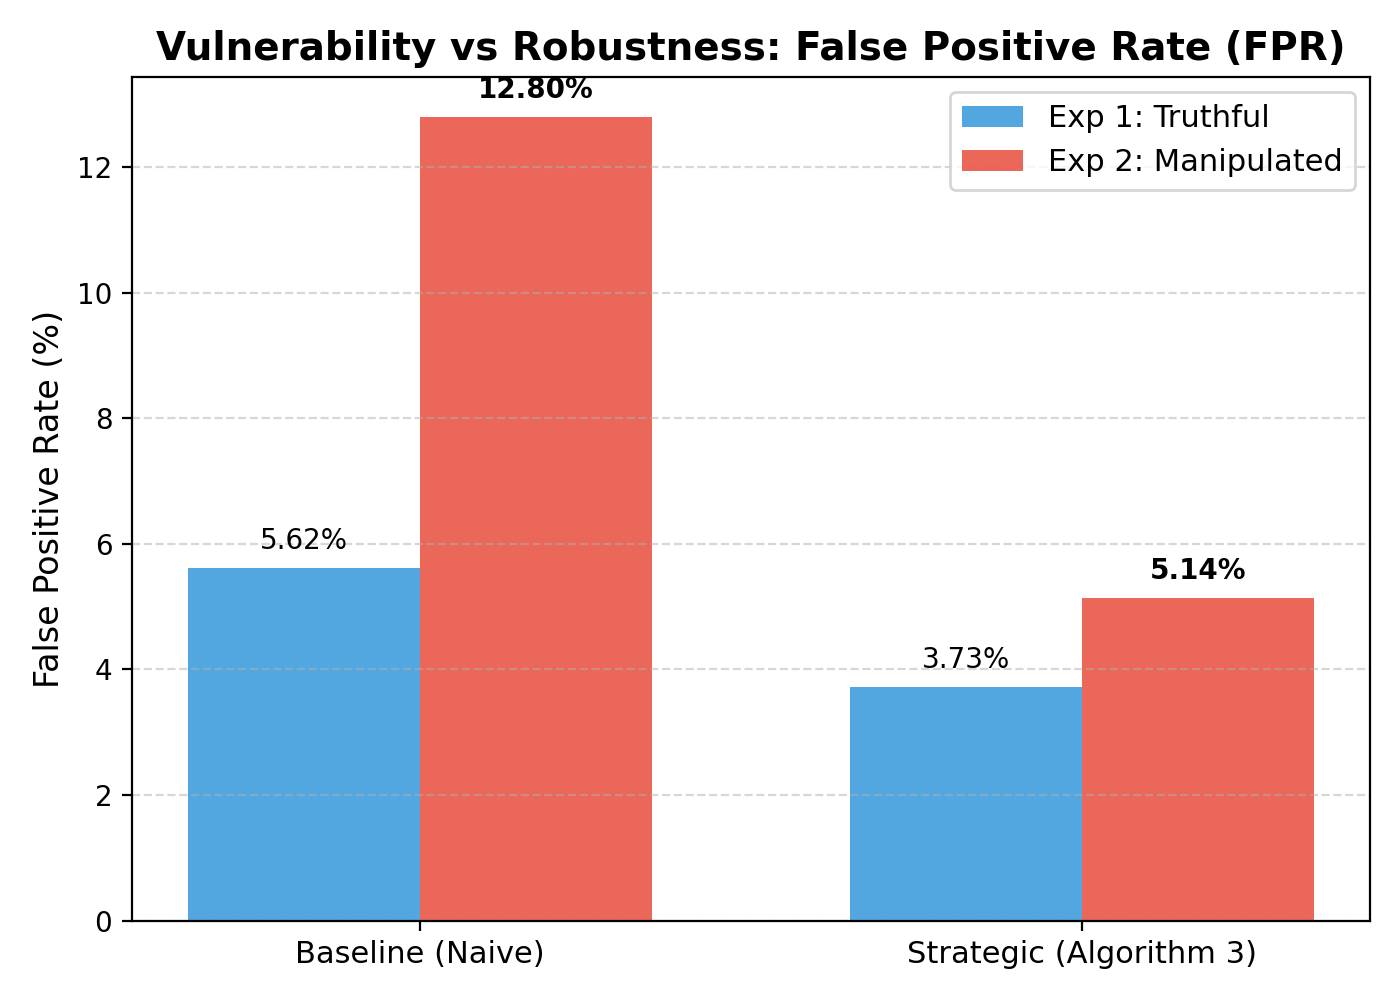 Vulnerability vs Robustness: False Positive Rate (FPR)
12.80%
Exp 1: Truthful
Exp 2: Manipulated
12
10
8
6
4
2
0
False Positive Rate (%)
5.62%
5.14%
3.73%
Baseline (Naive)
Strategic (Algorithm 3)